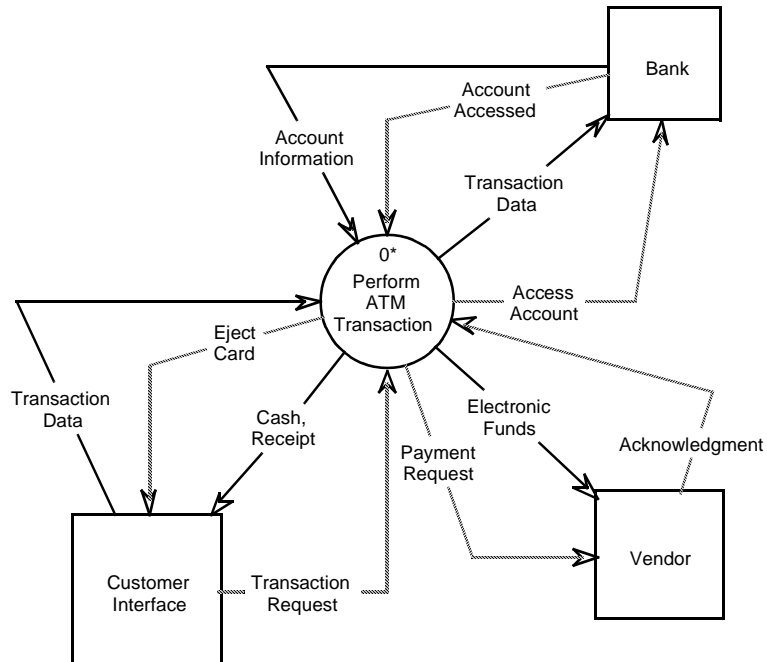 Bank
Account
Accessed
Account
Information
Transaction
Data
0*
Perform
ATM
Transaction
Access
Account
Eject
Card
Transaction
Data
Cash,
Receipt
Electronic
Funds
Payment
Request
Acknowledgment
Vendor
Customer
Interface
Transaction
Request